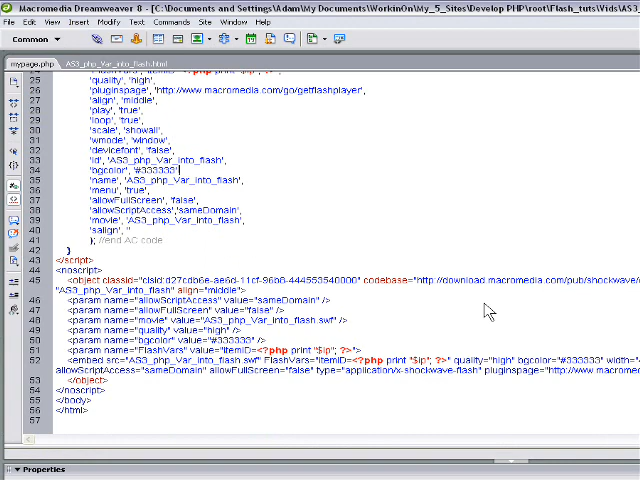 Macromedia Dreamweaver 8 - [C:\Documents and Settings\Adam\My Documents\WorkinOn\My_5_Sites\Develop PHP\root\Flash_tuts\Vids\AS3_
File Edit View Insert Modify Text Commands Site Window Help
Common
mypage.php AS3_php_Var_into_flash.html
25 'quality', 'high',
26 'pluginspage', 'http://www.macromedia.com/go/getflashplayer',
27 'align', 'middle',
28 'play', 'true',
29 'loop', 'true',
30 'scale', 'showall',
31 'wmode', 'window',
32 'devicefont', 'false',
33 'id', 'AS3_php_Var_into_flash',
34 'bgcolor', '#333333'
35 'name', 'AS3_php_Var_into_flash',
36 'menu', 'true',
37 'allowFullScreen', 'false',
38 'allowScriptAccess','sameDomain',
39 'movie', 'AS3_php_Var_into_flash',
40 'salign', ''
41 ); //end AC code
42 }
43 </script>
44 <noscript>
45 <object classid="clsid:d27cdb6e-ae6d-11cf-96b8-444553540000" codebase="http://download.macromedia.com/pub/shockwave/
"AS3_php_Var_into_flash" align="middle">
46 <param name="allowScriptAccess" value="sameDomain" />
47 <param name="allowFullScreen" value="false" />
48 <param name="movie" value="AS3_php_Var_into_flash.swf" />
49 <param name="quality" value="high" />
50 <param name="bgcolor" value="#333333" />
51 <param name="FlashVars" value="itemID=<?php print "$ip"; ?>">
52 <embed src="AS3_php_Var_into_flash.swf" FlashVars="itemID=<?php print "$ip"; ?>" quality="high" bgcolor="#333333" width=
allowScriptAccess="sameDomain" allowFullScreen="false" type="application/x-shockwave-flash" pluginspage="http://www.macrome
53 </object>
54 </noscript>
55 </body>
56 </html>
57
Properties